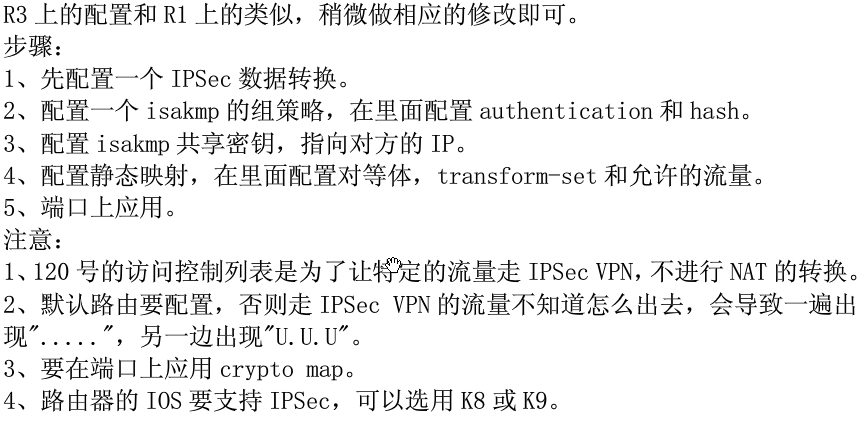 R3 上的配置和 R1 上的类似，稍微做相应的修改即可。
步骤：
1、先配置一个 IPSec 数据转换。
2、配置一个 isakmp 的组策略，在里面配置 authentication 和 hash。
3、配置 isakmp 共享密钥，指向对方的 IP。
4、配置静态映射，在里面配置对等体，transform-set 和允许的流量。
5、端口上应用。
注意：
1、120 号的访问控制列表是为了让特定的流量走 IPSec VPN，不进行 NAT 的转换。
2、默认路由要配置，否则走 IPSec VPN 的流量不知道怎么出去，会导致一遍出
现"....."，另一边出现"U.U.U"。
3、要在端口上应用 crypto map。
4、路由器的 IOS 要支持 IPSec，可以选用 K8 或 K9。